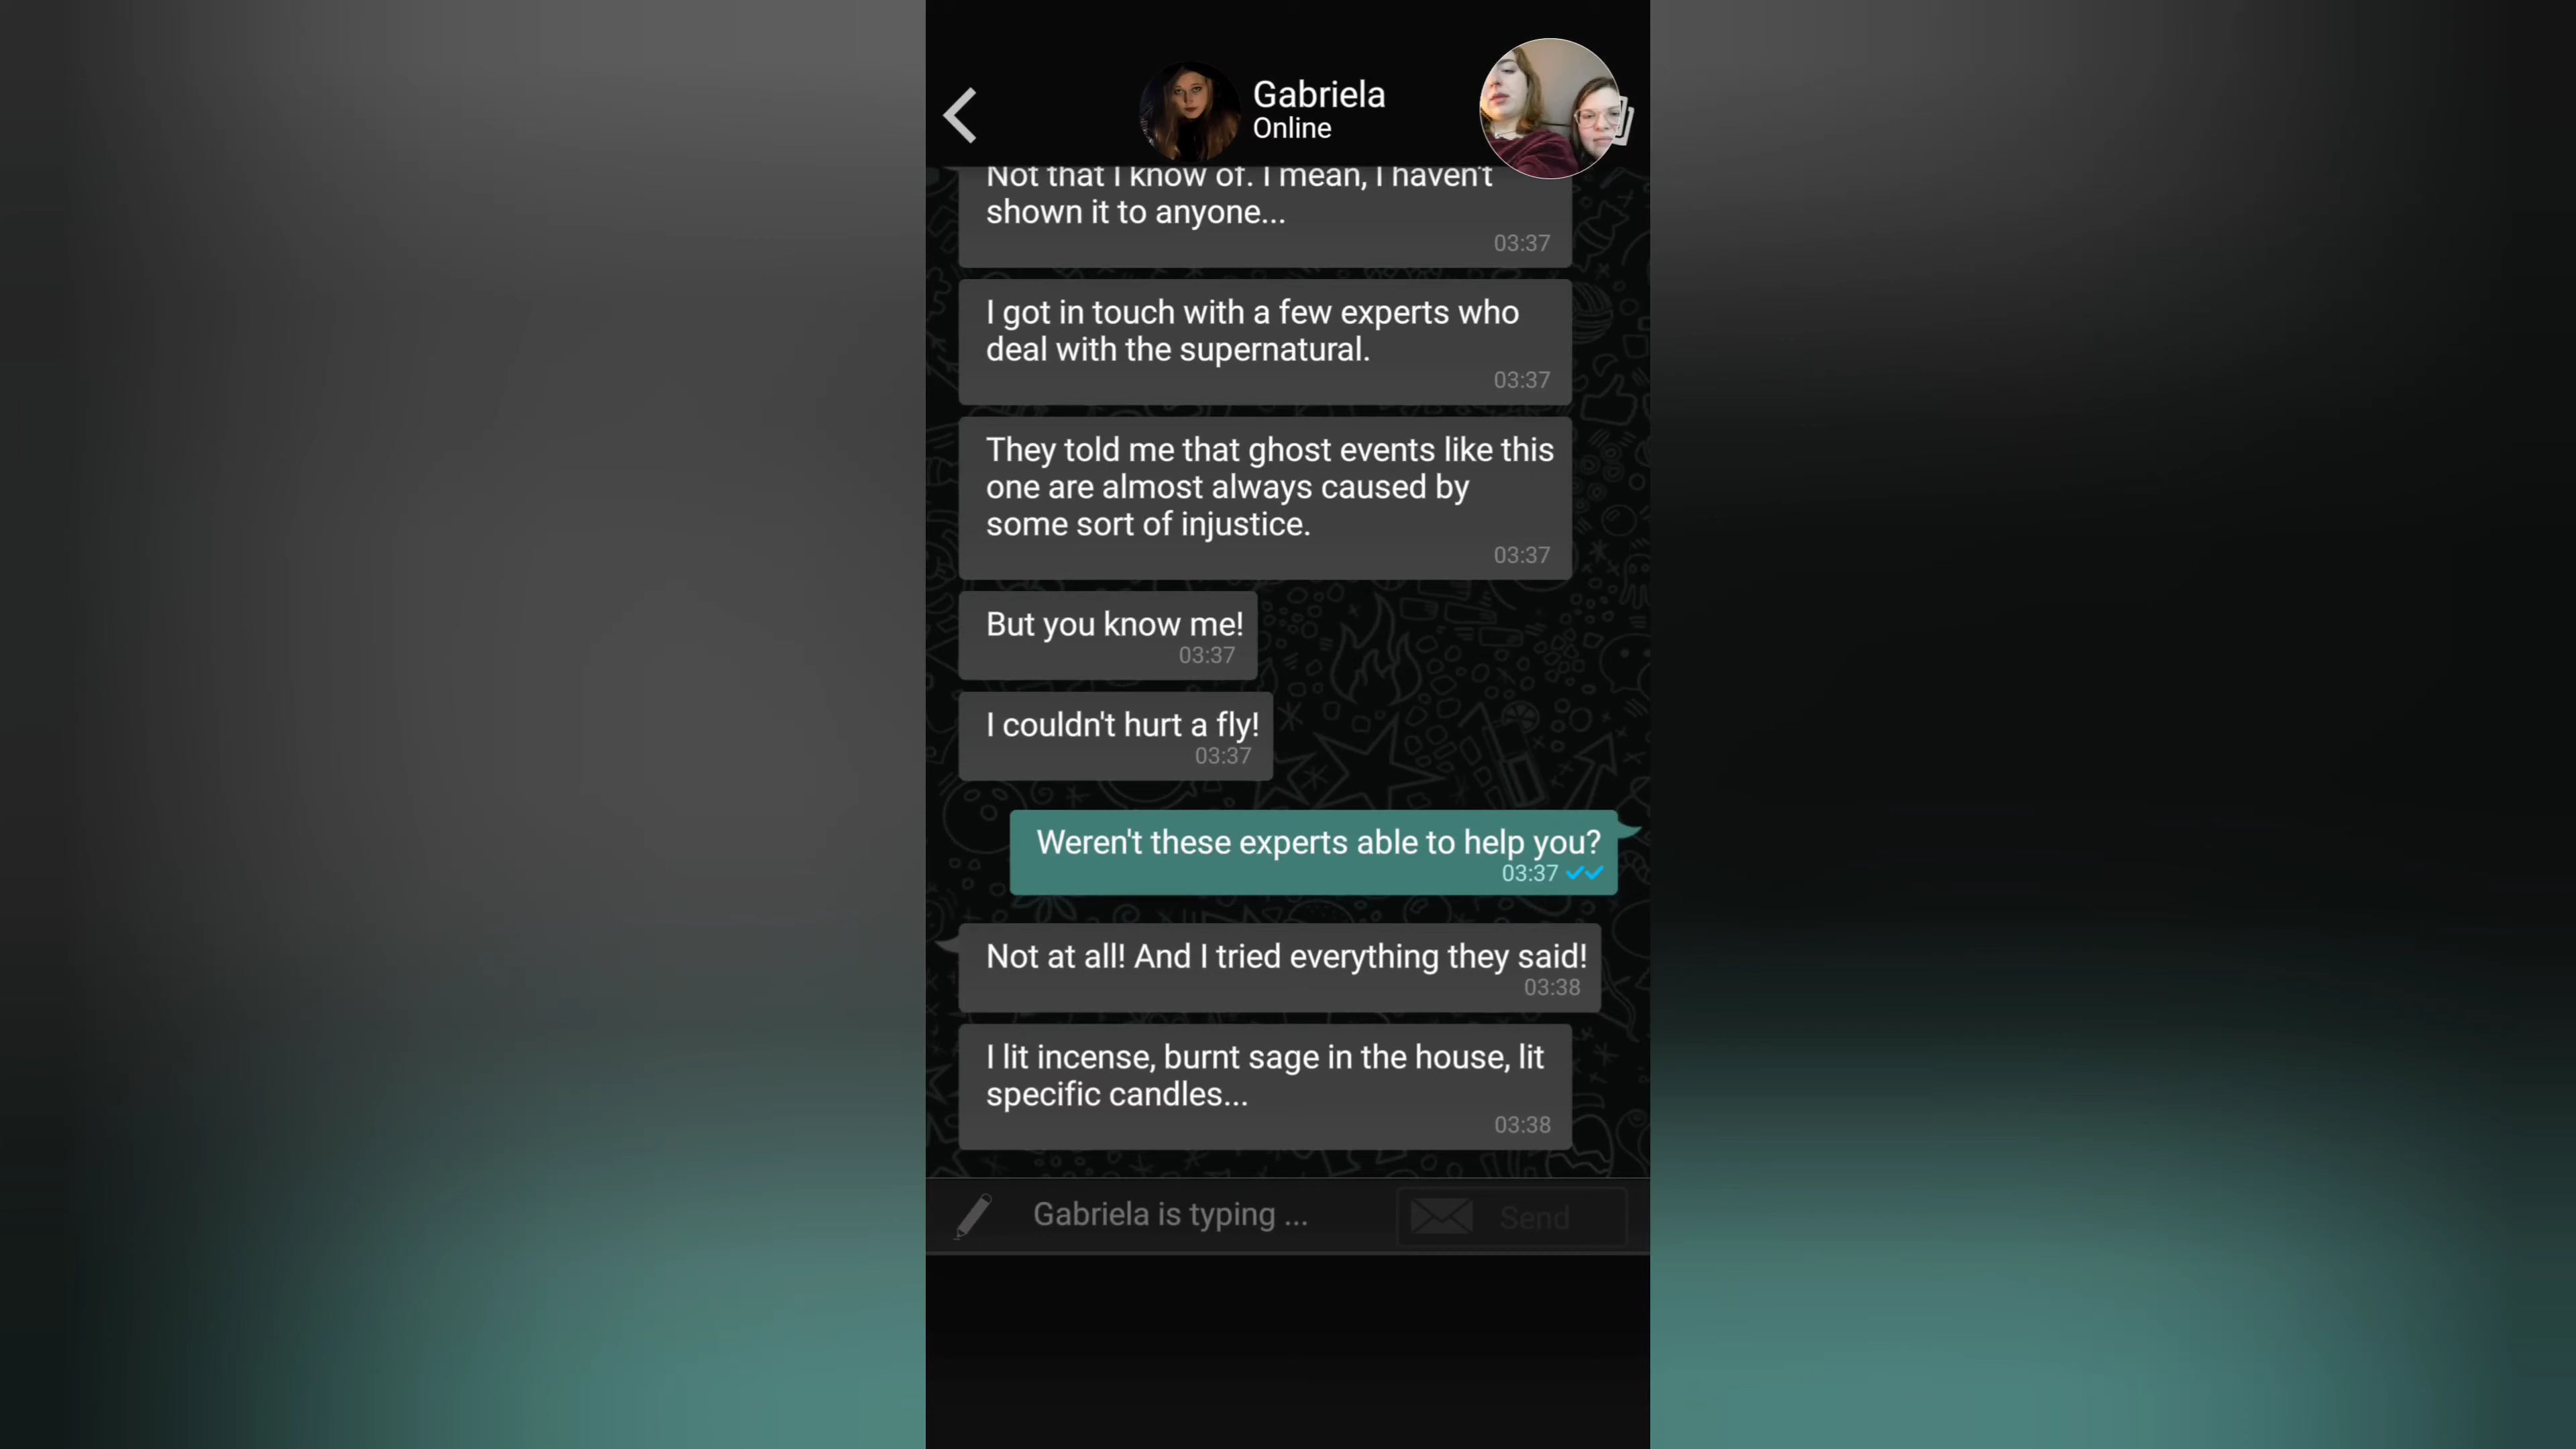 Gabriela
Online
Not that I know of. I mean, I haven't
shown it to anyone...
03:37
I got in touch with a few experts who
deal with the supernatural.
03:37
They told me that ghost events like this
one are almost always caused by
some sort of injustice.
03:37
But you know me!
03:37
I couldn't hurt a fly!
03:37
Weren't these experts able to help you?
03:37
Not at all! And I tried everything they said!
03:38
I lit incense, burnt sage in the house, lit
specific candles...
03:38
Gabriela is typing ...
Send